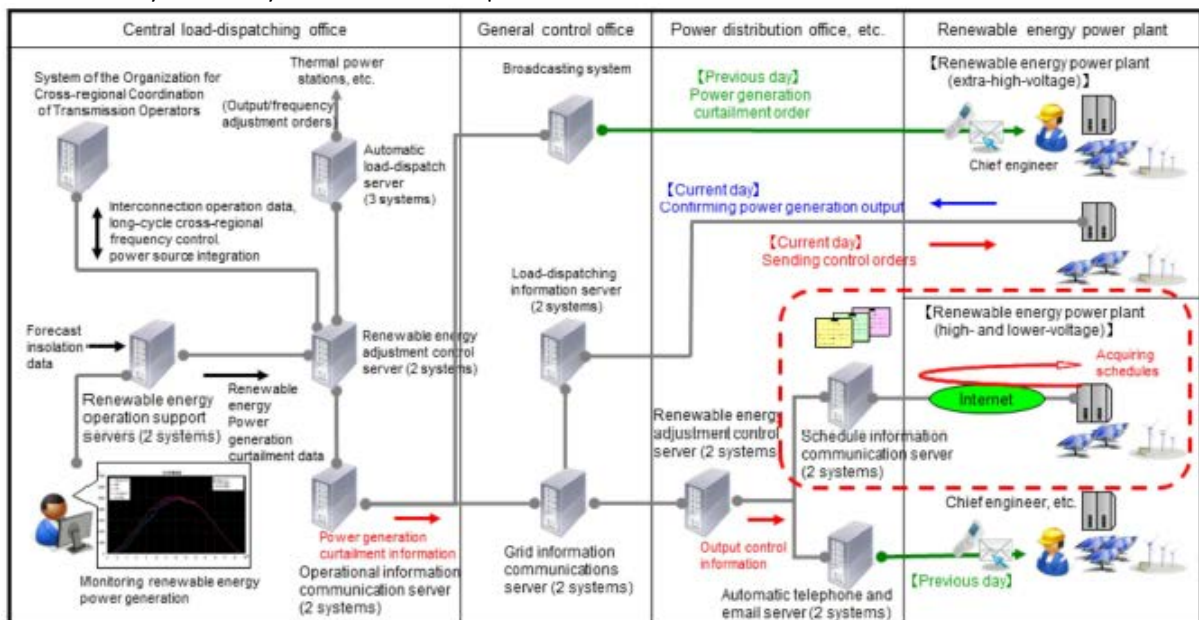 Central load-dispatching office
General control office
Power distribution office, etc.
Renewable energy power plant
System of the Organization for
Cross-regional Coordination
of Transmission Operators
Thermal power
stations, etc.
(Output/frequency
adjustment orders)
Automatic
load-dispatch
server
(3 systems)
Interconnection operation data,
long-cycle cross-regional
frequency control.
power source integration
Forecast
insolation
data
Renewable energy
operation support
servers (2 systems)
Renewable
energy
Power
generation
curtailment data
Renewable energy
adjustment control
server (2 systems)
Monitoring renewable energy
power generation
Power generation
curtailment information
Operational information
communication server
(2 systems)
Broadcasting system
Load-dispatching
information server
(2 systems)
Grid information
communications
server (2 systems)
【Previous day】
Power generation
curtailment order
【Current day】
Confirming power generation output
【Current day】
Sending control orders
Renewable energy
adjustment control
server (2 systems)
Output control
information
Schedule information
communication server
(2 systems)
Automatic telephone and
email server (2 systems)
【Renewable energy power plant
(extra-high-voltage)】
Chief engineer
【Renewable energy power plant
(high- and lower-voltage)】
Acquiring
schedules
Internet
Chief engineer, etc.
【Previous day】